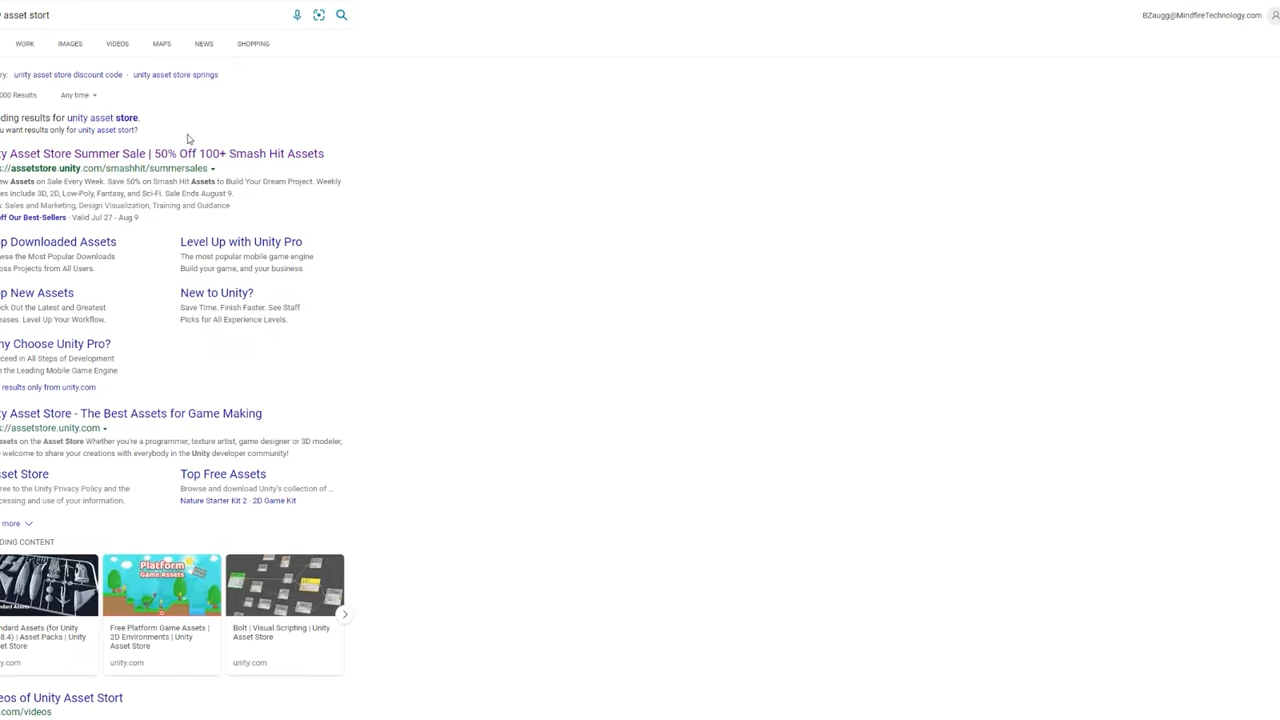 y asset stort
BZaugg@MindfireTechnology.com
WORK IMAGES VIDEOS MAPS NEWS SHOPPING
ry: unity asset store discount code · unity asset store springs
000 Results Any time
ding results for unity asset store.
u want results only for unity asset stort?
ty Asset Store Summer Sale | 50% Off 100+ Smash Hit Assets
s://assetstore.unity.com/smashhit/summersales
ew Assets on Sale Every Week. Save 50% on Smash Hit Assets to Build Your Dream Project. Weekly
es Include 3D, 2D, Low-Poly, Fantasy, and Sci-Fi. Sale Ends August 9.
s: Sales and Marketing, Design Visualization, Training and Guidance
off Our Best-Sellers · Valid Jul 27 - Aug 9
op Downloaded Assets
wse the Most Popular Downloads
oss Projects from All Users.
Level Up with Unity Pro
The most popular mobile game engine
Build your game, and your business
op New Assets
ck Out the Latest and Greatest
eases. Level Up Your Workflow.
New to Unity?
Save Time. Finish Faster. See Staff
Picks for All Experience Levels.
hy Choose Unity Pro?
ceed in All Steps of Development
h the Leading Mobile Game Engine
results only from unity.com
ty Asset Store - The Best Assets for Game Making
s://assetstore.unity.com
ssets on the Asset Store Whether you're a programmer, texture artist, game designer or 3D modeler,
e welcome to share your creations with everybody in the Unity developer community!
sset Store
ree to the Unity Privacy Policy and the
cessing and use of your information.
Top Free Assets
Browse and download Unity's collection of ...
Nature Starter Kit 2 · 2D Game Kit
more
DING CONTENT
ndard Assets
Platform
Game Assets
ndard Assets (for Unity
8.4) | Asset Packs | Unity
et Store
y.com
Free Platform Game Assets |
2D Environments | Unity
Asset Store
unity.com
Bolt | Visual Scripting | Unity
Asset Store
unity.com
eos of Unity Asset Stort
.com/videos